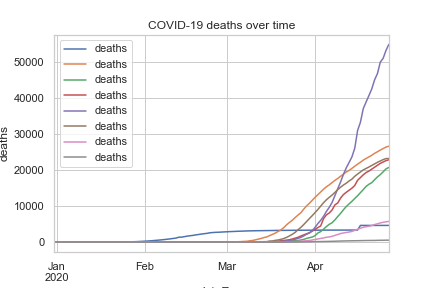 COVID-19 deaths over time
deaths
deaths
deaths
deaths
deaths
deaths
deaths
deaths
deaths
50000
40000
30000
20000
10000
0
Jan
2020
Feb
Mar
Apr